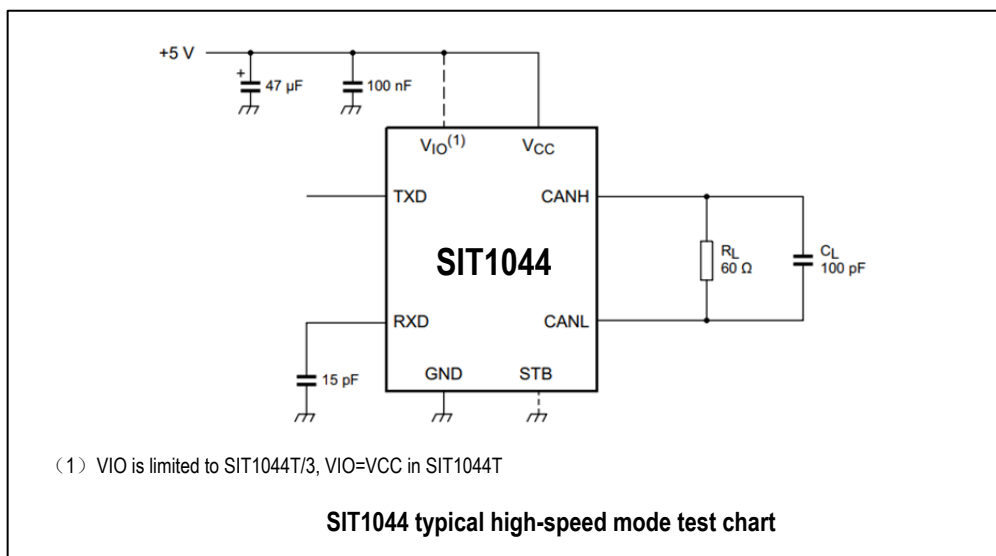 +5 V
+
47 µF
100 nF
VIO(1)
VCC
TXD
CANH
SIT1044
RL
60 Ω
CL
100 pF
RXD
CANL
15 pF
GND
STB
（1）VIO is limited to SIT1044T/3, VIO=VCC in SIT1044T
SIT1044 typical high-speed mode test chart